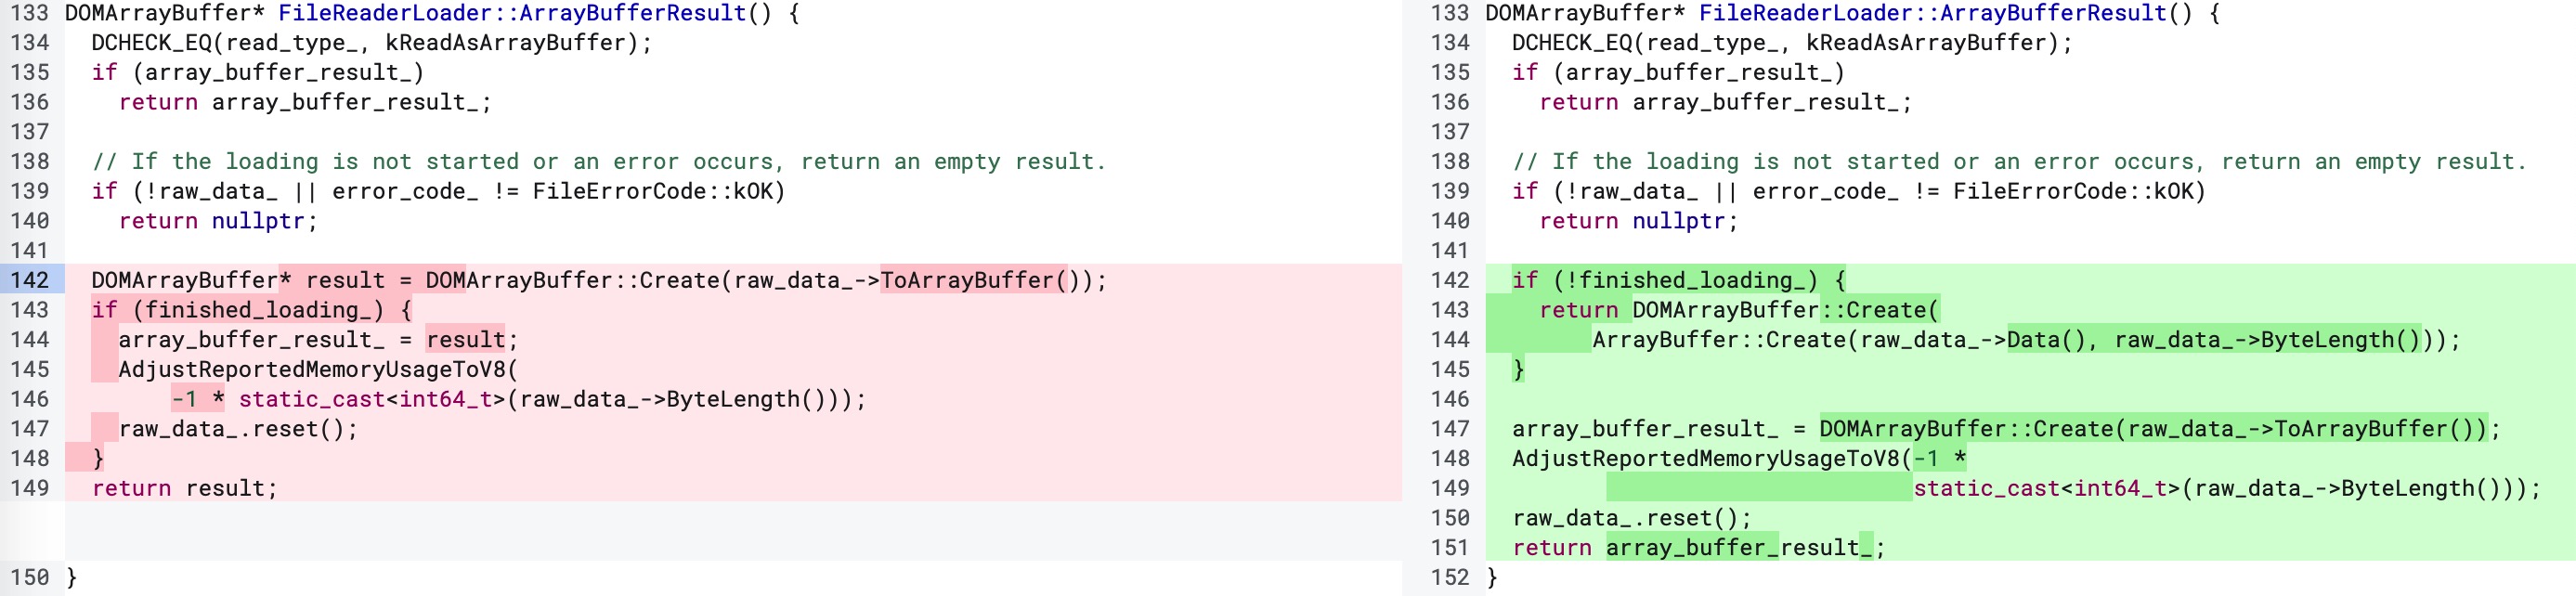 133 DOMArrayBuffer* FileReaderLoader::ArrayBufferResult() {
134   DCHECK_EQ(read_type_, kReadAsArrayBuffer);
135   if (array_buffer_result_)
136     return array_buffer_result_;
137
138   // If the loading is not started or an error occurs, return an empty result.
139   if (!raw_data_ || error_code_ != FileErrorCode::kOK)
140     return nullptr;
141
142   DOMArrayBuffer* result = DOMArrayBuffer::Create(raw_data_->ToArrayBuffer());
143   if (finished_loading_) {
144     array_buffer_result_ = result;
145     AdjustReportedMemoryUsageToV8(
146         -1 * static_cast<int64_t>(raw_data_->ByteLength()));
147     raw_data_.reset();
148   }
149   return result;
150 }
133 DOMArrayBuffer* FileReaderLoader::ArrayBufferResult() {
134   DCHECK_EQ(read_type_, kReadAsArrayBuffer);
135   if (array_buffer_result_)
136     return array_buffer_result_;
137
138   // If the loading is not started or an error occurs, return an empty result.
139   if (!raw_data_ || error_code_ != FileErrorCode::kOK)
140     return nullptr;
141
142   if (!finished_loading_) {
143     return DOMArrayBuffer::Create(
144         ArrayBuffer::Create(raw_data_->Data(), raw_data_->ByteLength()));
145   }
146
147   array_buffer_result_ = DOMArrayBuffer::Create(raw_data_->ToArrayBuffer());
148   AdjustReportedMemoryUsageToV8(-1 *
149                                 static_cast<int64_t>(raw_data_->ByteLength()));
150   raw_data_.reset();
151   return array_buffer_result_;
152 }